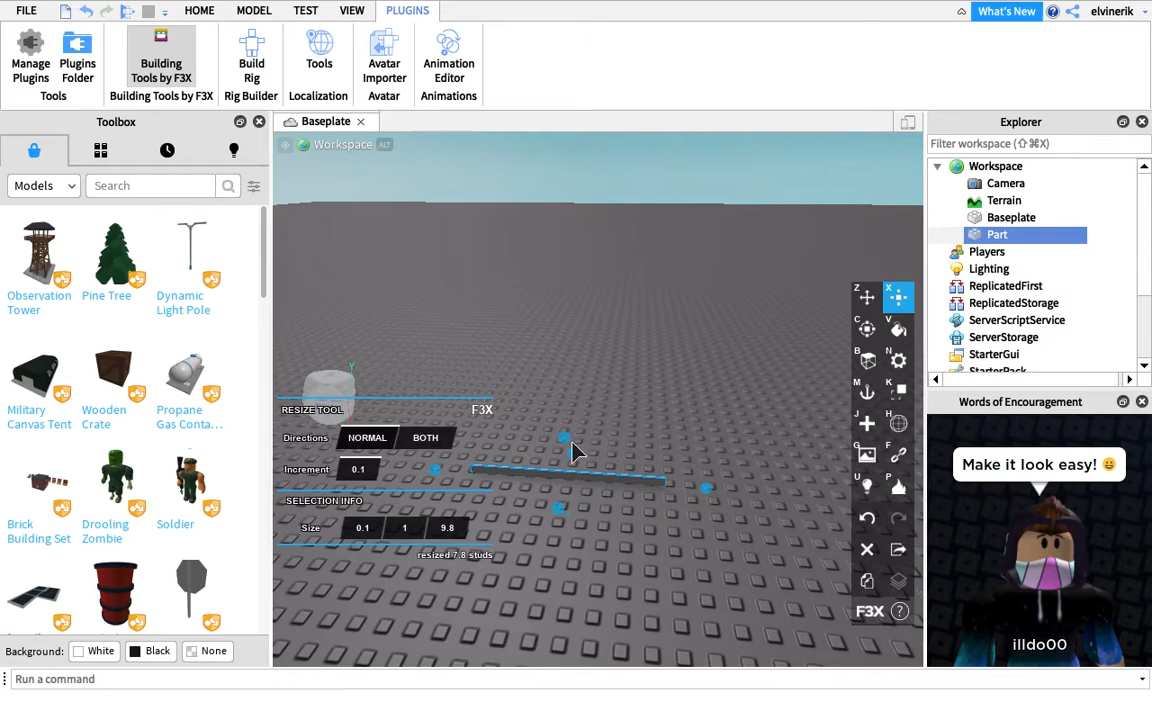 FILE HOME MODEL TEST VIEW PLUGINS What's New elvinerik
Manage Plugins
Plugins Folder
Building Tools by F3X
Build Rig
Tools
Avatar Importer
Animation Editor
Tools Building Tools by F3X Rig Builder Localization Avatar Animations
Toolbox
Models Search
Observation Tower
Pine Tree
Dynamic Light Pole
Military Canvas Tent
Wooden Crate
Propane Gas Conta...
Brick Building Set
Drooling Zombie
Soldier
Background: White Black None
Run a command
Baseplate
Workspace ALT
Y
RESIZE TOOL F3X
Directions NORMAL BOTH
Increment 0.1
SELECTION INFO
Size 0.1 1 9.8
resized 7.8 studs
Z X
C V
B N
M K
J H
G F
U P
F3X ?
Explorer
Filter workspace (⇧⌘X)
Workspace
Camera
Terrain
Baseplate
Part
Players
Lighting
ReplicatedFirst
ReplicatedStorage
ServerScriptService
ServerStorage
StarterGui
StarterPack
Words of Encouragement
Make it look easy! 😀
illdo00